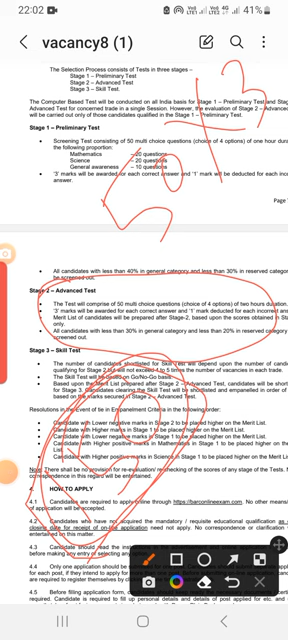 22:02
41%
vacancy8 (1)
The Selection Process consists of Tests in three stages –
Stage 1 – Preliminary Test
Stage 2 – Advanced Test
Stage 3 – Skill Test.
The Computer Based Test will be conducted on all India basis for Stage 1 – Preliminary Test and Stag
Advanced Test for concerned trade in a single Session. However, the evaluation of Stage 2 – Advanc
will be carried out only of those candidates qualified in the Stage 1 – Preliminary Test.
Stage 1 – Preliminary Test
Screening Test consisting of 50 multi choice questions (choice of 4 options) of one hour dura
the following proportion:
Mathematics – 20 questions
Science – 20 questions
General awareness – 10 questions
'3' marks will be awarded for each correct answer and '1' mark will be deducted for each inc
answer.
Page
50 × 3
All candidates with less than 40% in general category and less than 30% in reserved catego
be screened out.
Stage 2 – Advanced Test
The Test will comprise of 50 multi choice questions (choice of 4 options) of two hours duration.
'3' marks will be awarded for each correct answer and '1' mark deducted for each incorrect an
Merit List of candidates will be prepared after Stage-2, based on the score obtained in Sta
only.
All candidates with less than 30% in general category and less than 20% in reserved catego
screened out.
Stage 3 – Skill Test
The number of candidates shortlisted for Skill Test will depend upon the number of candida
qualifying for Stage 2 but will not exceed 4 to 5 times the number of vacancies in each trade.
The Skill Test will be on Go/No-Go basis.
Based upon the Merit List prepared after Stage 2 – Advanced Test, candidates will be short
for Stage 3. Candidates clearing the Skill Test will be shortlisted and empanelled in order of
based on the marks secured in Stage 2 – Advanced Test.
Resolutions in the Event of tie in Empanelment Criteria in the following order:
Candidate with Lower negative marks in Stage 2 to be placed higher on the Merit List.
Candidate with Higher marks in Stage 1 to be placed higher on the Merit List.
Candidate with Lower negative marks in Stage 1 to be placed higher on the Merit List.
Candidate with Higher positive marks in Mathematics in Stage 1 to be placed higher on the
Merit List.
Candidate with Higher positive marks in Science in Stage 1 to be placed higher on the Merit List.
Note: There shall be no provision for re-evaluation/ re-checking of the scores of any stage of the Tests. N
correspondence in this regard will be entertained.
4. HOW TO APPLY
4.1 Candidates are required to apply online through https://barconlineexam.com. No other means
of application will be accepted.
4.2 Candidates who have not acquired the mandatory / requisite educational qualification as
closing date for receipt of on-line application need not apply. No correspondence or clarification
entertained on this matter.
4.3 Candidate should read the
before making any entry or selecting any option.
4.4 Only one application should be
for each post, if they intend to apply for
are required to register themselves by
4.5 Before filling application form,
required. Candidate is required to fill up personal details and details of post applied for, etc. and